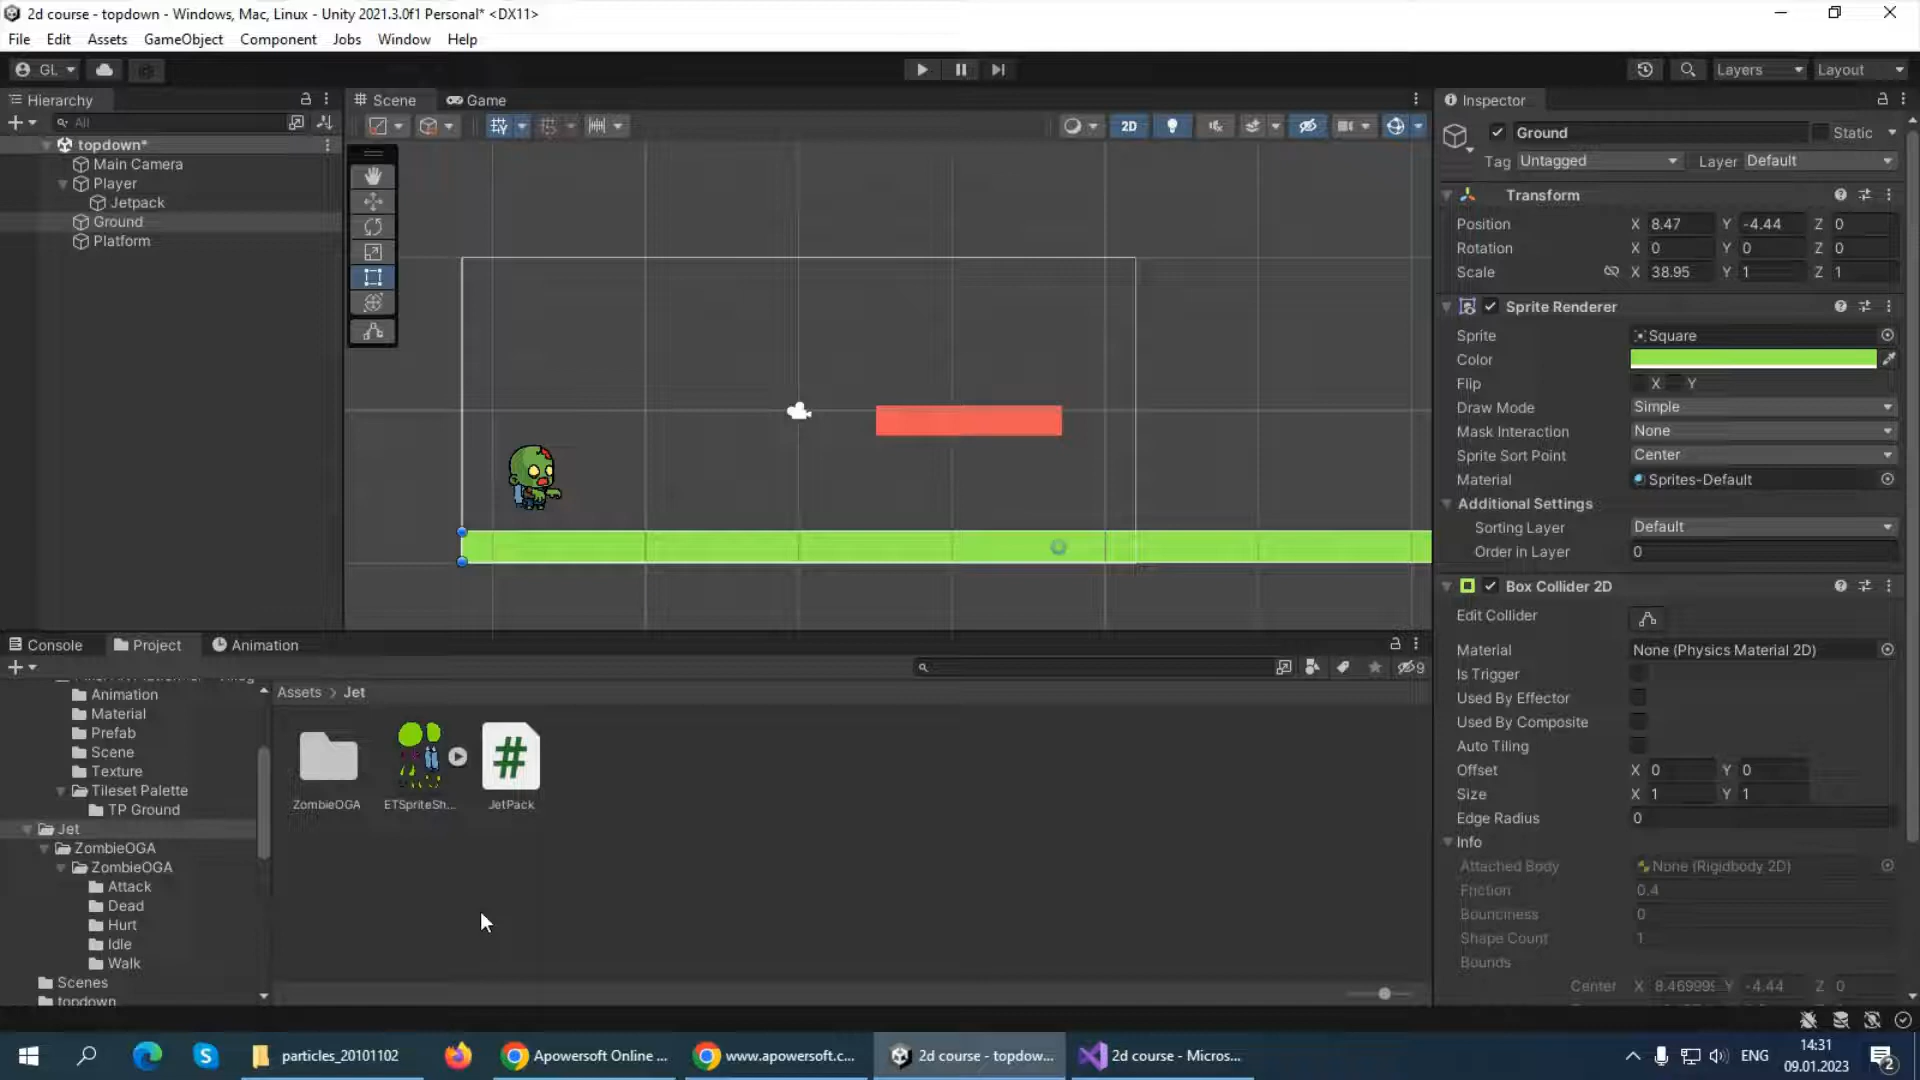 2d course - topdown - Windows, Mac, Linux - Unity 2021.3.0f1 Personal* <DX11>
File Edit Assets GameObject Component Jobs Window Help
GL
Layers Layout
Hierarchy
All
topdown*
Main Camera
Player
Jetpack
Ground
Platform
Scene Game
2D
Inspector
Ground Static
Tag Untagged Layer Default
Transform
Position X 8.47 Y -4.44 Z 0
Rotation X 0 Y 0 Z 0
Scale X 38.95 Y 1 Z 1
Sprite Renderer
Sprite Square
Color
Flip X Y
Draw Mode Simple
Mask Interaction None
Sprite Sort Point Center
Material Sprites-Default
Additional Settings
Sorting Layer Default
Order in Layer 0
Box Collider 2D
Edit Collider
Material None (Physics Material 2D)
Is Trigger
Used By Effector
Used By Composite
Auto Tiling
Offset X 0 Y 0
Size X 1 Y 1
Edge Radius 0
Info
Attached Body None (Rigidbody 2D)
Friction 0.4
Bounciness 0
Shape Count 1
Bounds
Center X 8.469999 Y -4.44 Z 0
Console Project Animation
9
Animation
Material
Prefab
Scene
Texture
Tileset Palette
TP Ground
Jet
ZombieOGA
ZombieOGA
Attack
Dead
Hurt
Idle
Walk
Scenes
topdown
Assets > Jet
ZombieOGA ETSpriteSh... JetPack
particles_20101102 Apowersoft Online ... www.apowersoft.c... 2d course - topdow... 2d course - Micros...
ENG
14:31
09.01.2023
2